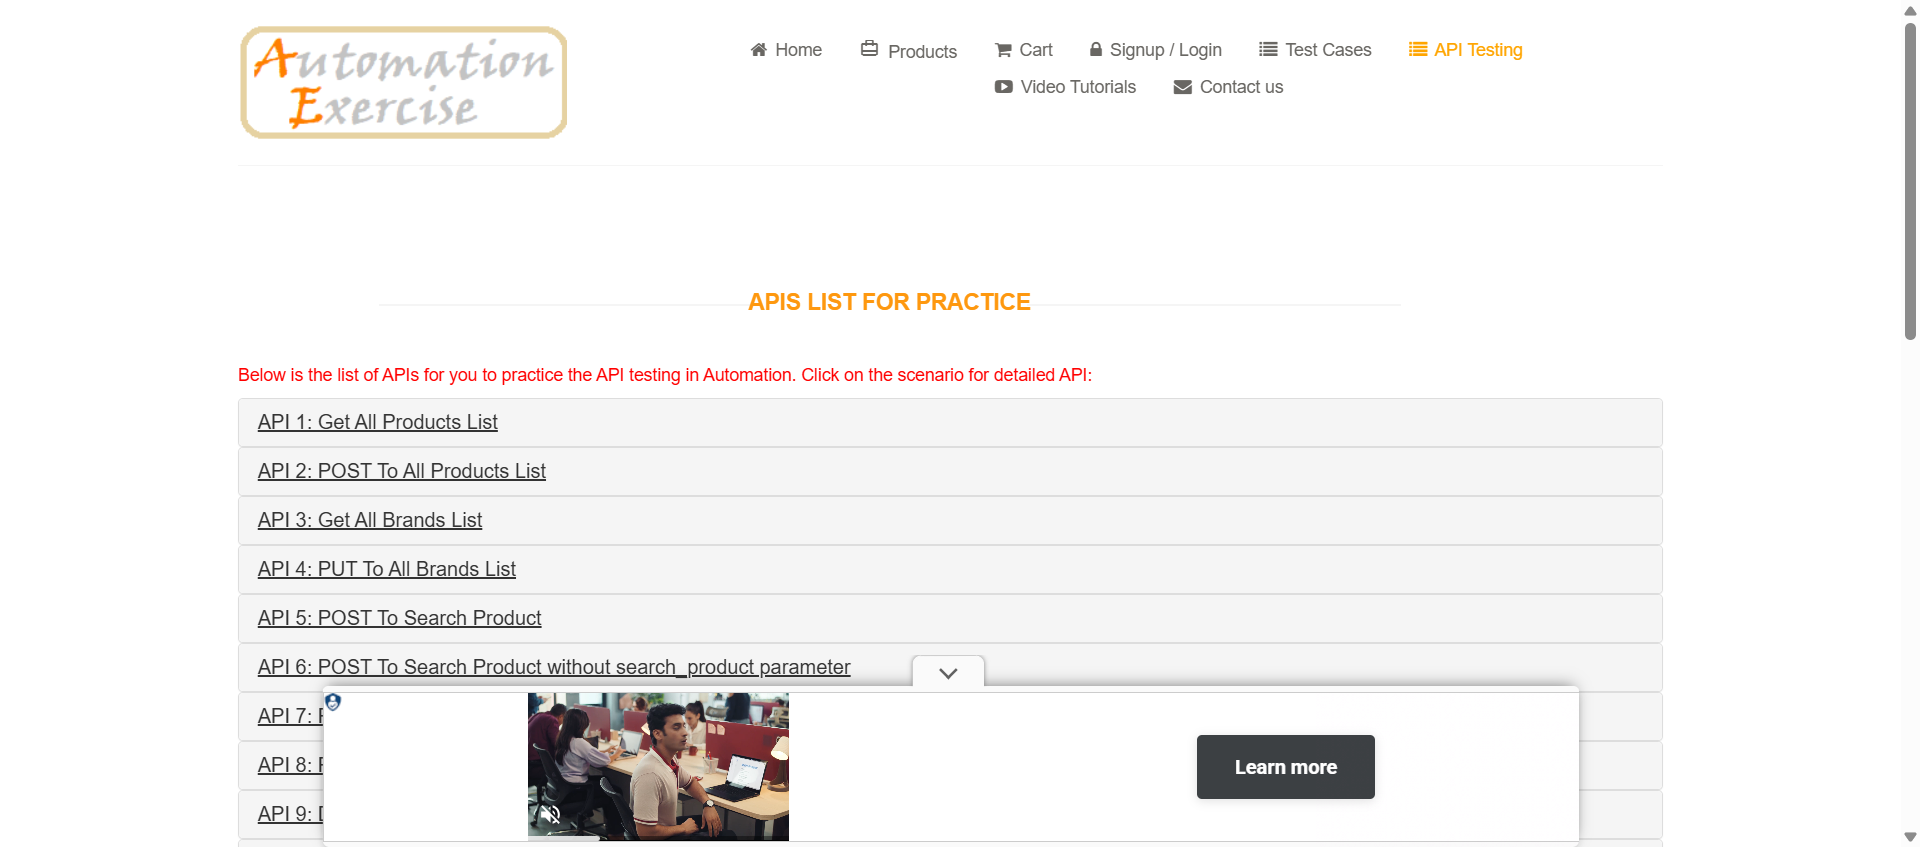 Automation
Exercise
Home
Products
Cart
Signup / Login
Test Cases
API Testing
Video Tutorials
Contact us
APIS LIST FOR PRACTICE
Below is the list of APIs for you to practice the API testing in Automation. Click on the scenario for detailed API:
API 1: Get All Products List
API 2: POST To All Products List
API 3: Get All Brands List
API 4: PUT To All Brands List
API 5: POST To Search Product
API 6: POST To Search Product without search_product parameter
API 7:
API 8:
API 9:
Learn more